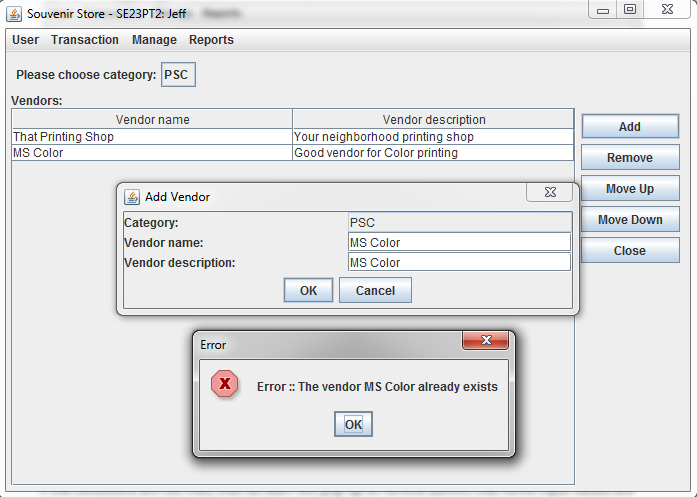 Souvenir Store - SE23PT2: Jeff
User Transaction Manage Reports
Please choose category: PSC
Vendors:
Vendor name Vendor description
That Printing Shop Your neighborhood printing shop
MS Color Good vendor for Color printing
Add
Remove
Move Up
Move Down
Close
Add Vendor
Category: PSC
Vendor name: MS Color
Vendor description: MS Color
OK Cancel
Error
X
Error :: The vendor MS Color already exists
OK